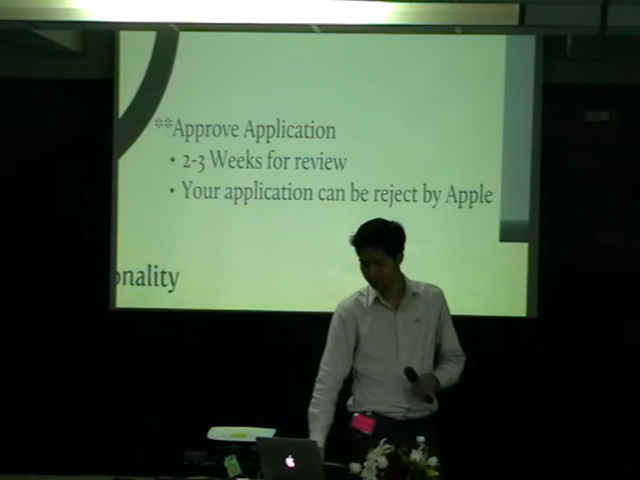 **Approve Application
• 2-3 Weeks for review
• Your application can be reject by Apple
onality